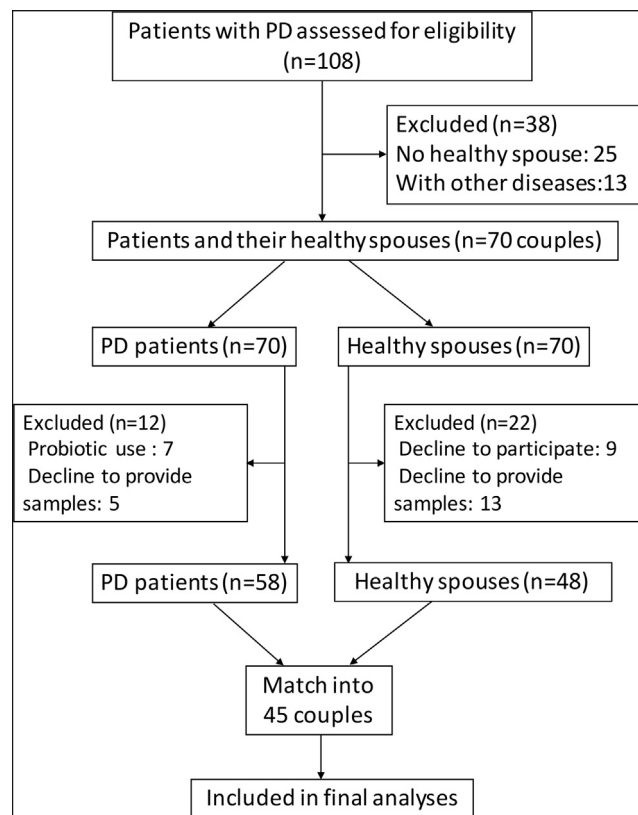 Patients with PD assessed for eligibility
(n=108)
Excluded (n=38)
No healthy spouse: 25
With other diseases:13
Patients and their healthy spouses (n=70 couples)
PD patients (n=70)
Healthy spouses (n=70)
Excluded (n=12)
Probiotic use : 7
Decline to provide
samples: 5
Excluded (n=22)
Decline to participate: 9
Decline to provide
samples: 13
PD patients (n=58)
Healthy spouses (n=48)
Match into
45 couples
Included in final analyses